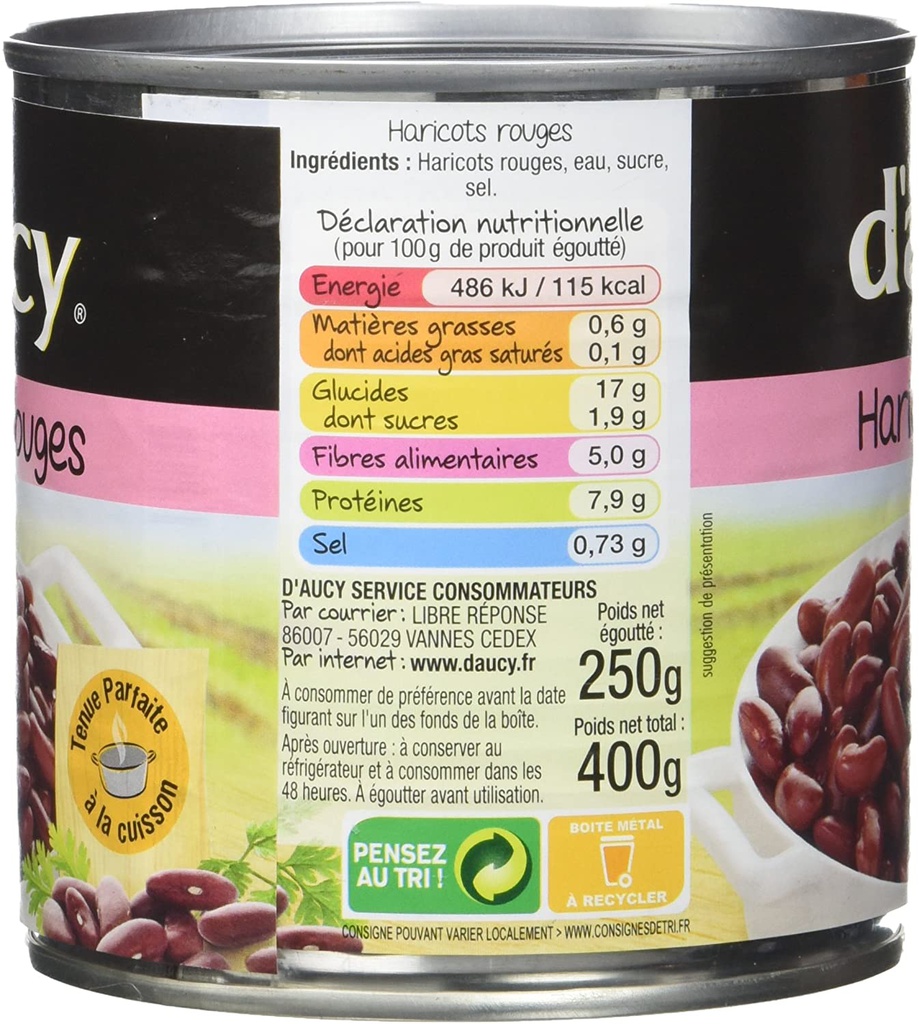 Haricots rouges
Ingrédients : Haricots rouges, eau, sucre,
sel.
Déclaration nutritionnelle
(pour 100g de produit égoutté)
Energie 486 kJ / 115 kcal
Matières grasses 0,6 g
dont acides gras saturés 0,1 g
Glucides 17 g
dont sucres 1,9 g
Fibres alimentaires 5,0 g
Protéines 7,9 g
Sel 0,73 g
D'AUCY SERVICE CONSOMMATEURS
Par courrier : LIBRE RÉPONSE
86007 - 56029 VANNES CEDEX
Par internet : www.daucy.fr
À consommer de préférence avant la date
figurant sur l'un des fonds de la boîte.
Après ouverture : à conserver au
réfrigérateur et à consommer dans les
48 heures. À égoutter avant utilisation.
Poids net
égoutté :
250g
Poids net total :
400g
PENSEZ
AU TRI !
BOITE MÉTAL
À RECYCLER
CONSIGNE POUVANT VARIER LOCALEMENT > WWW.CONSIGNESDETRI.FR
cy®
ouges
Tenue Parfaite
à la cuisson
d'a
Har
suggestion de présentation